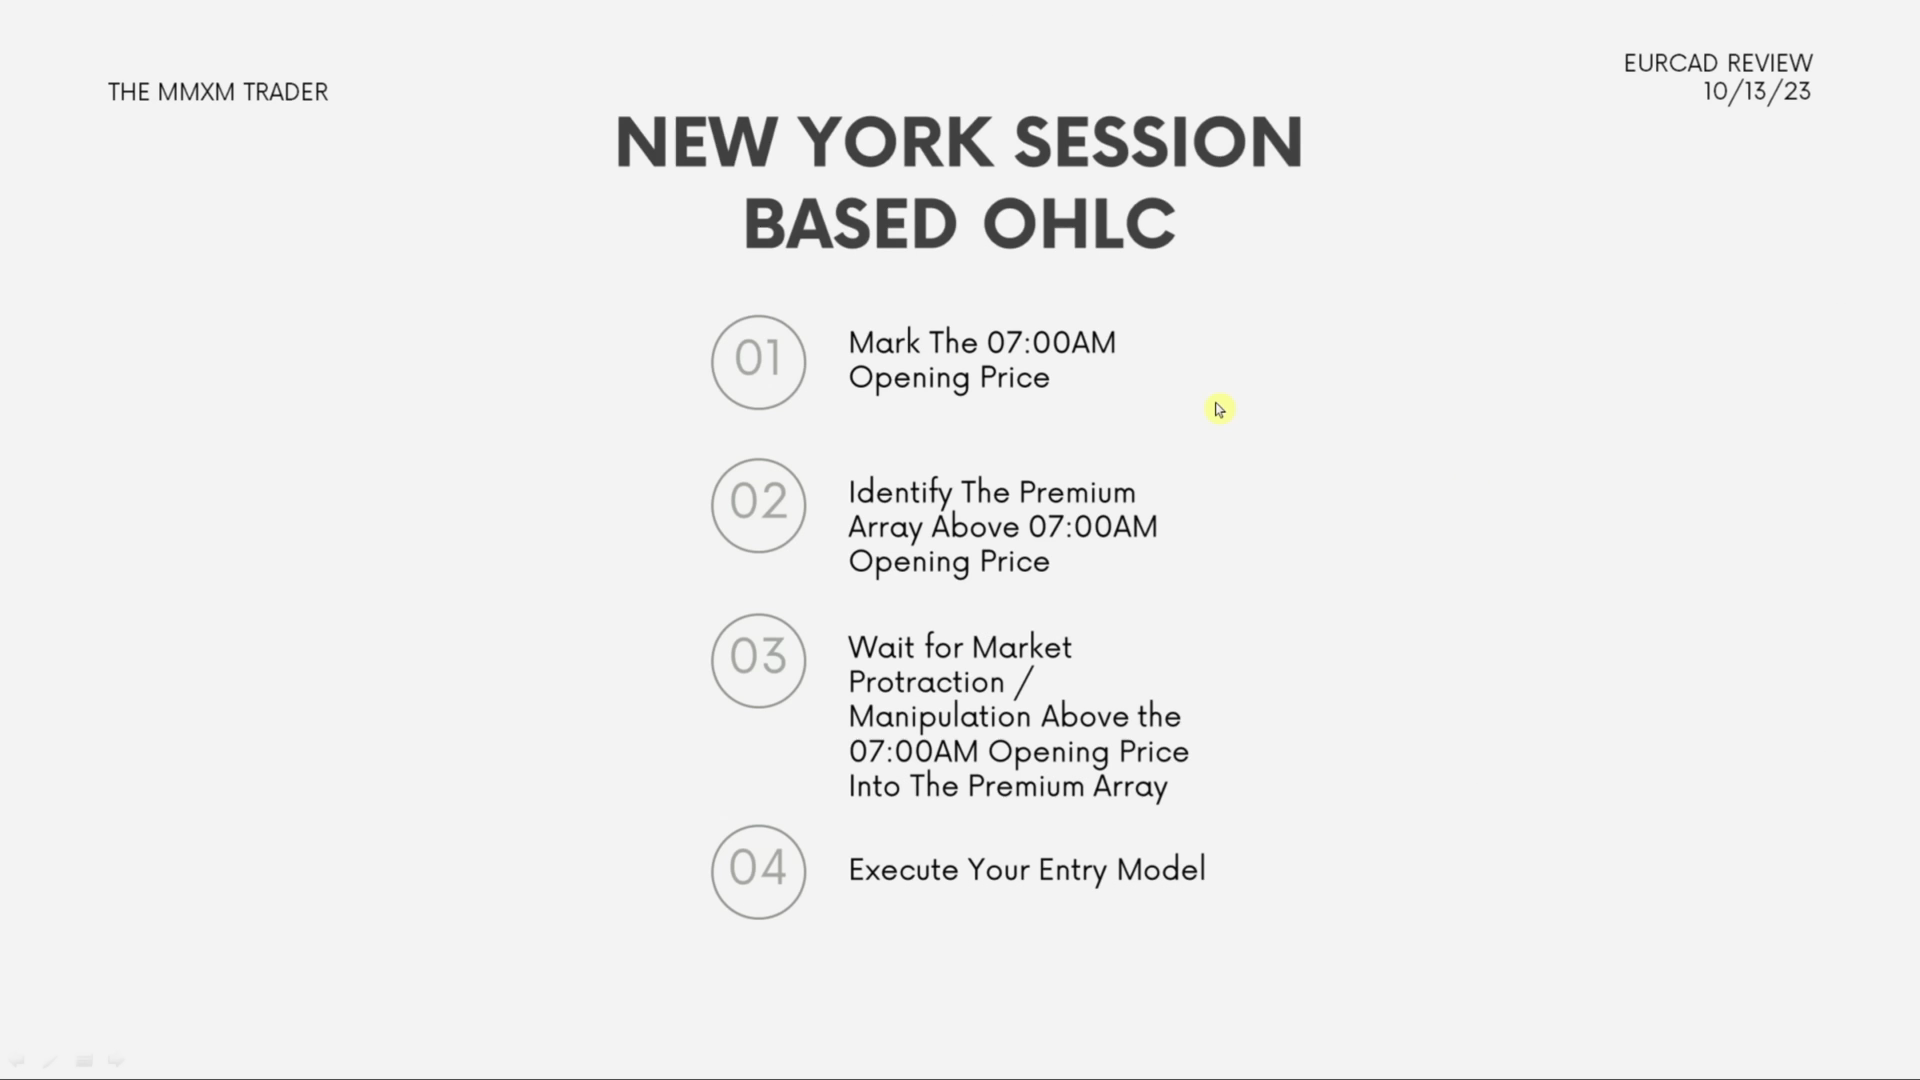 THE MMXM TRADER
EURCAD REVIEW
10/13/23
NEW YORK SESSION
BASED OHLC
01
Mark The 07:00AM
Opening Price
02
Identify The Premium
Array Above 07:00AM
Opening Price
03
Wait for Market
Protraction /
Manipulation Above the
07:00AM Opening Price
Into The Premium Array
04
Execute Your Entry Model